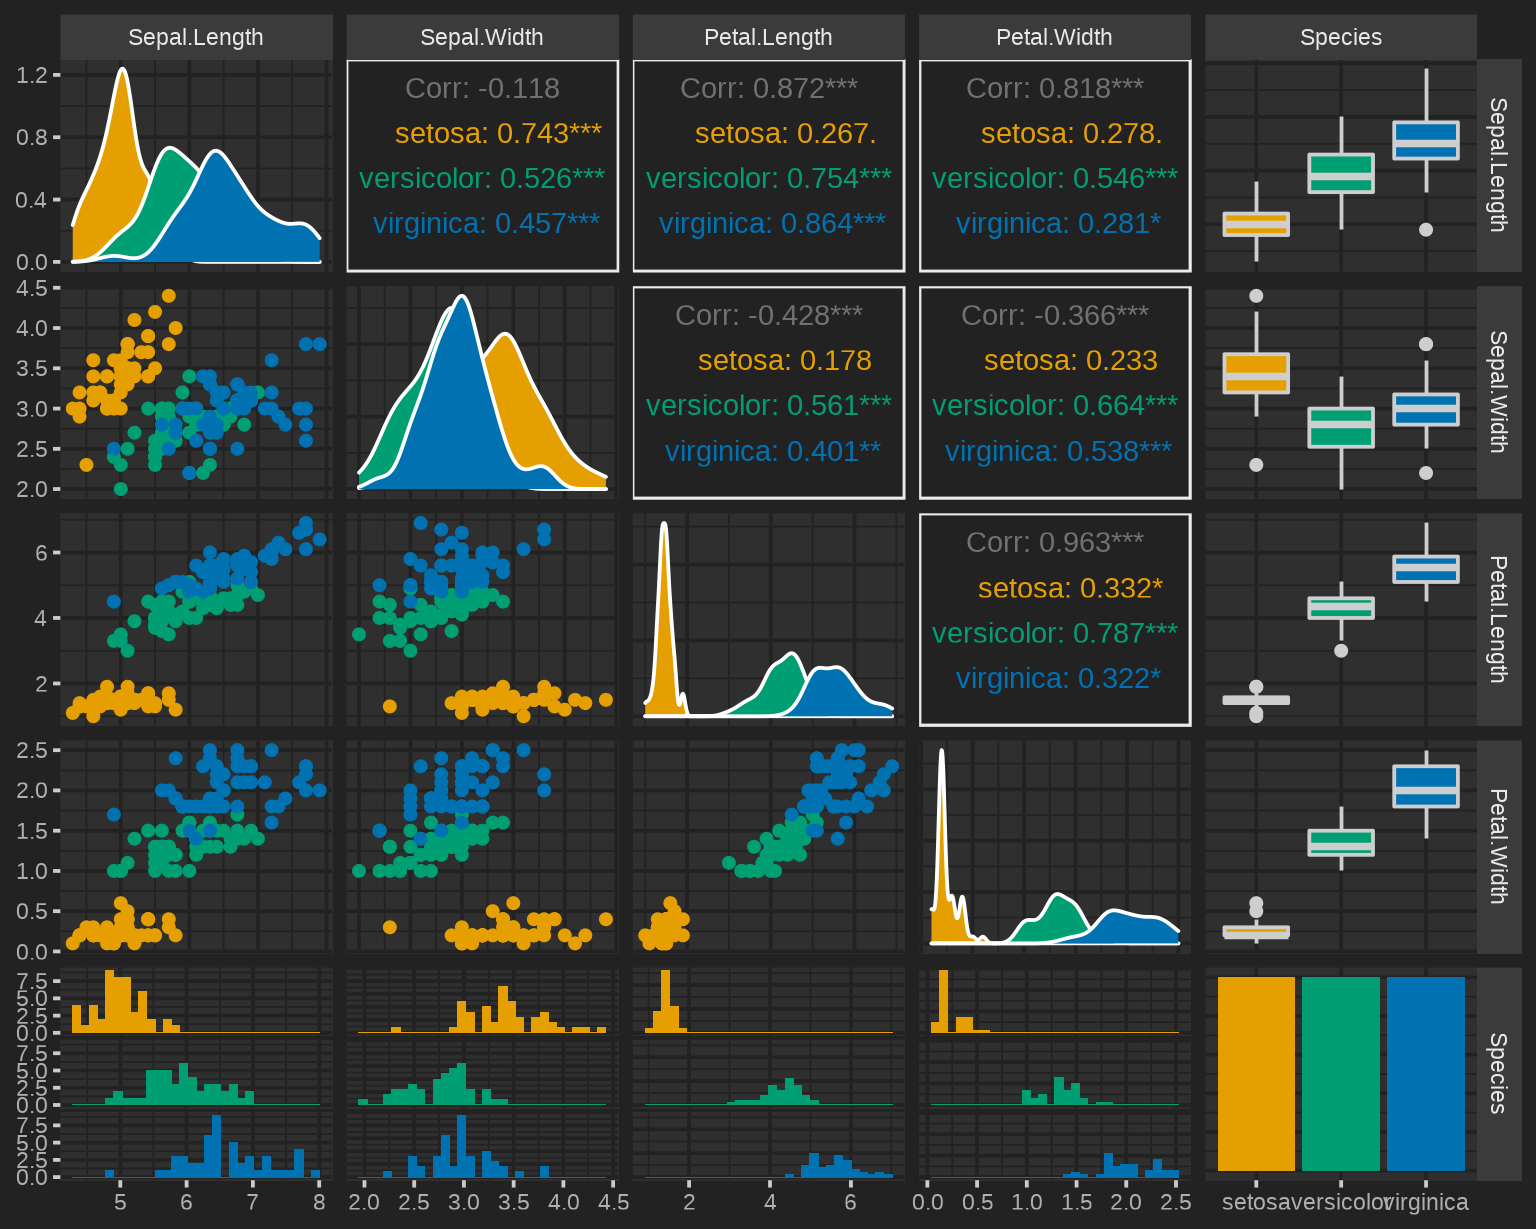 Sepal.Length Sepal.Width Petal.Length Petal.Width Species
1.2
0.8
0.4
0.0
Corr: -0.118
setosa: 0.743***
versicolor: 0.526***
virginica: 0.457***
Corr: 0.872***
setosa: 0.267.
versicolor: 0.754***
virginica: 0.864***
Corr: 0.818***
setosa: 0.278.
versicolor: 0.546***
virginica: 0.281*
Sepal.Length
4.5
4.0
3.5
3.0
2.5
2.0
Corr: -0.428***
setosa: 0.178
versicolor: 0.561***
virginica: 0.401**
Corr: -0.366***
setosa: 0.233
versicolor: 0.664***
virginica: 0.538***
Sepal.Width
6
4
2
Corr: 0.963***
setosa: 0.332*
versicolor: 0.787***
virginica: 0.322*
Petal.Length
2.5
2.0
1.5
1.0
0.5
0.0
Petal.Width
7.5
5.0
2.5
0.0
7.5
5.0
2.5
0.0
7.5
5.0
2.5
0.0
Species
5 6 7 8 2.0 2.5 3.0 3.5 4.0 4.5 2 4 6 0.0 0.5 1.0 1.5 2.0 2.5 setosa versicolor virginica